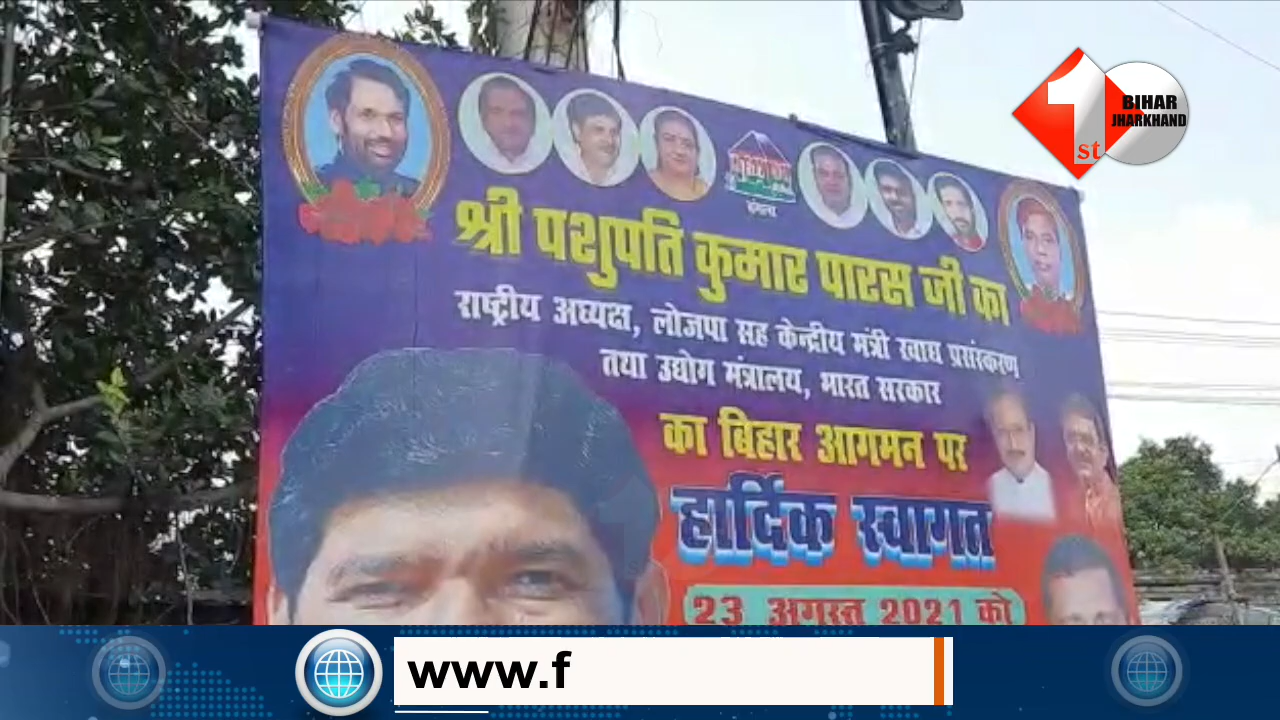 1st
BIHAR
JHARKHAND
बंगला
श्री पशुपति कुमार पारस जी का
राष्ट्रीय अध्यक्ष, लोजपा सह केन्द्रीय मंत्री खाद्य प्रसंस्करण
तथा उद्योग मंत्रालय, भारत सरकार
का बिहार आगमन पर
हार्दिक स्वागत
23 अगस्त 2021 को
www.f